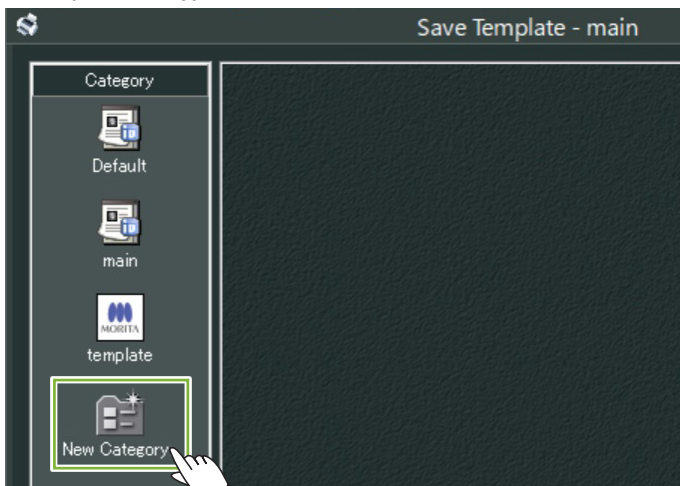 Save Template - main
Category
Default
main
MORITA
template
New Category